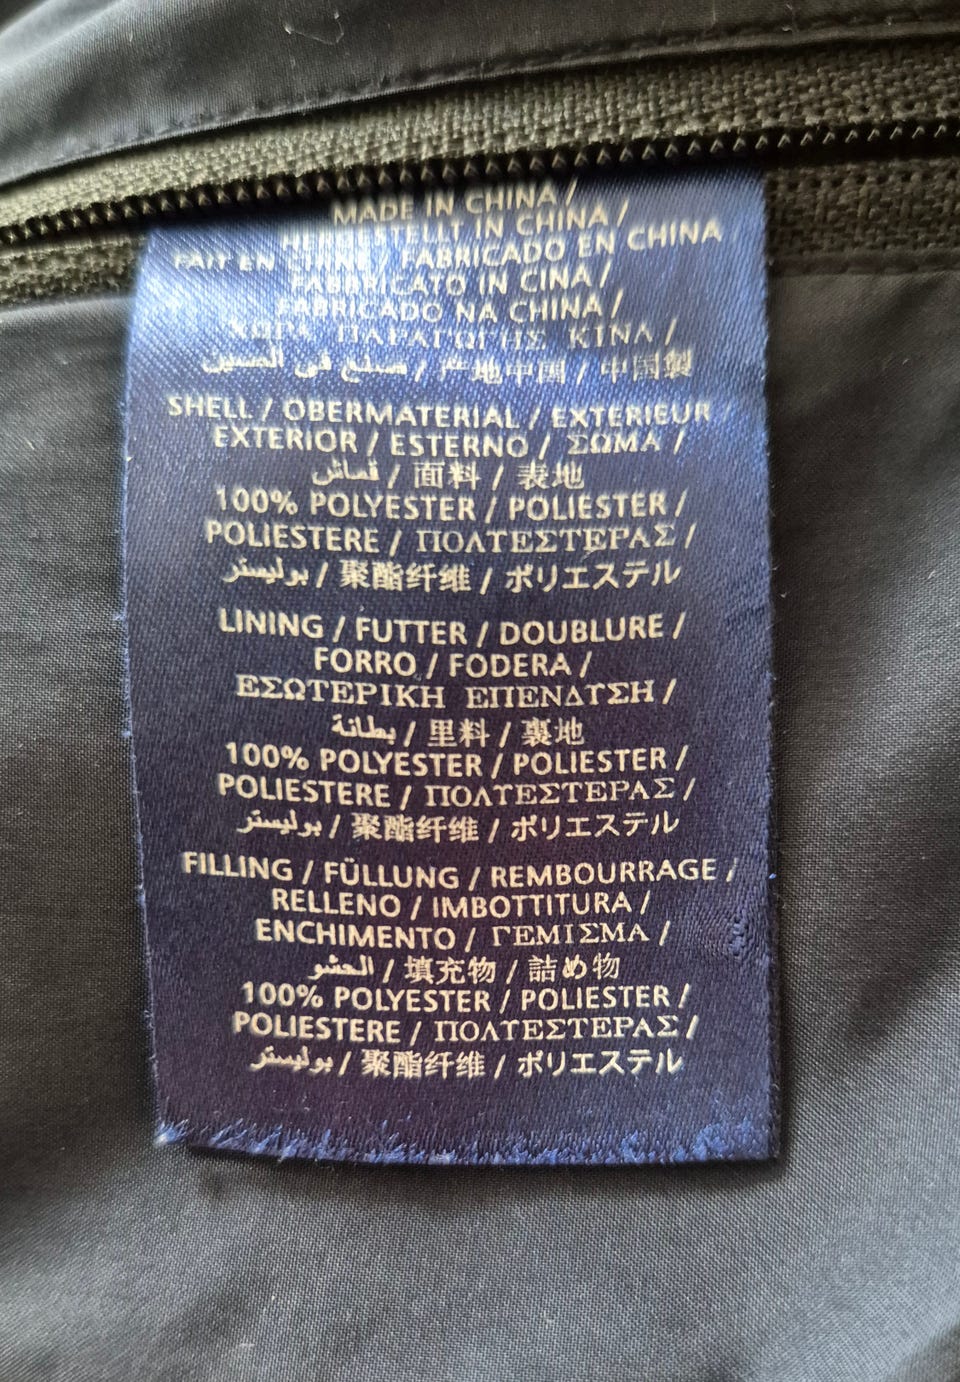 MADE IN CHINA /
HERGESTELLT IN CHINA /
FAIT EN CHINE / FABRICADO EN CHINA
FABBRICATO IN CINA /
FABRICADO NA CHINA /
ΧΩΡΑ ΠΑΡΑΓΩΓΗΣ ΚΙΝΑ /
صنع في الصين / 产地中国 / 中国製
SHELL / OBERMATERIAL / EXTERIEUR
EXTERIOR / ESTERNO / ΣΩΜΑ /
قماش / 面料 / 表地
100% POLYESTER / POLIESTER /
POLIESTERE / ΠΟΛΥΕΣΤΕΡΑΣ /
بوليستر / 聚酯纤维 / ポリエステル
LINING / FUTTER / DOUBLURE /
FORRO / FODERA /
ΕΣΩΤΕΡΙΚΗ ΕΠΕΝΔΥΣΗ /
بطانة / 里料 / 裏地
100% POLYESTER / POLIESTER /
POLIESTERE / ΠΟΛΥΕΣΤΕΡΑΣ /
بوليستر / 聚酯纤维 / ポリエステル
FILLING / FÜLLUNG / REMBOURRAGE /
RELLENO / IMBOTTITURA /
ENCHIMENTO / ΓΕΜΙΣΜΑ /
الحشو / 填充物 / 詰め物
100% POLYESTER / POLIESTER /
POLIESTERE / ΠΟΛΥΕΣΤΕΡΑΣ /
بوليستر / 聚酯纤维 / ポリエステル